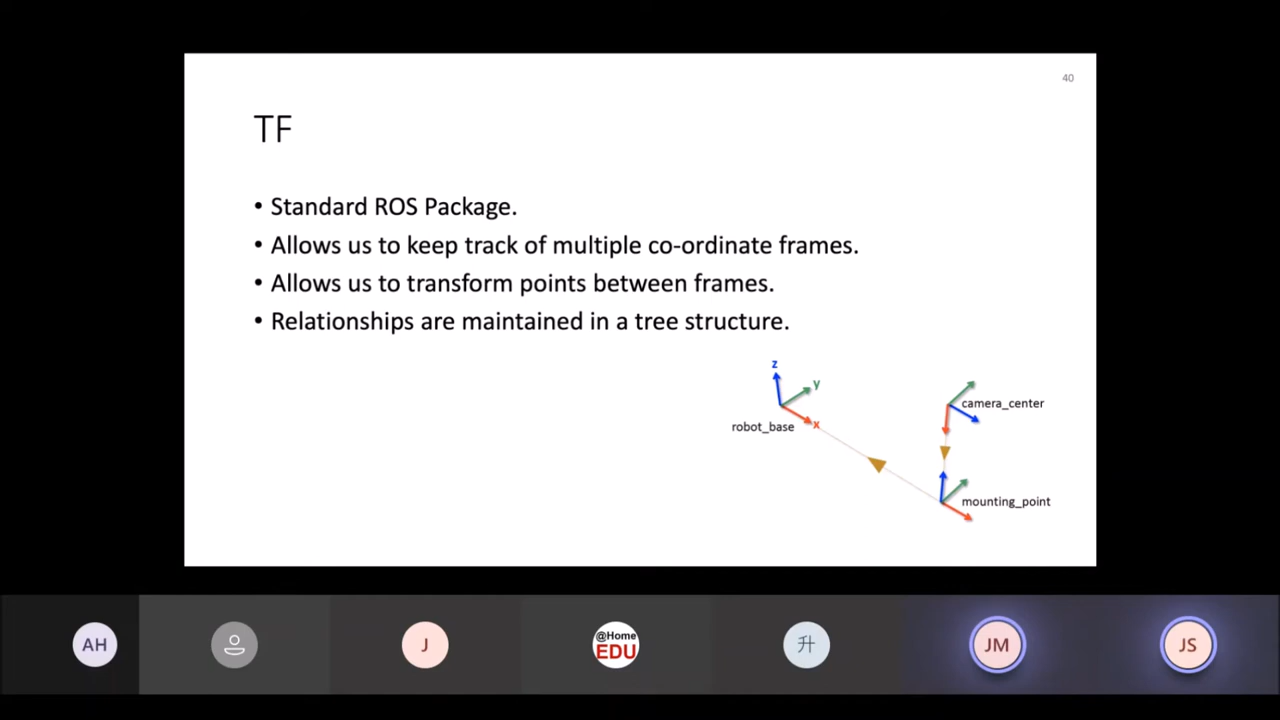 40
TF
• Standard ROS Package.
• Allows us to keep track of multiple co-ordinate frames.
• Allows us to transform points between frames.
• Relationships are maintained in a tree structure.
z
y
x
robot_base
camera_center
mounting_point
AH
J
@Home
EDU
升
JM
JS